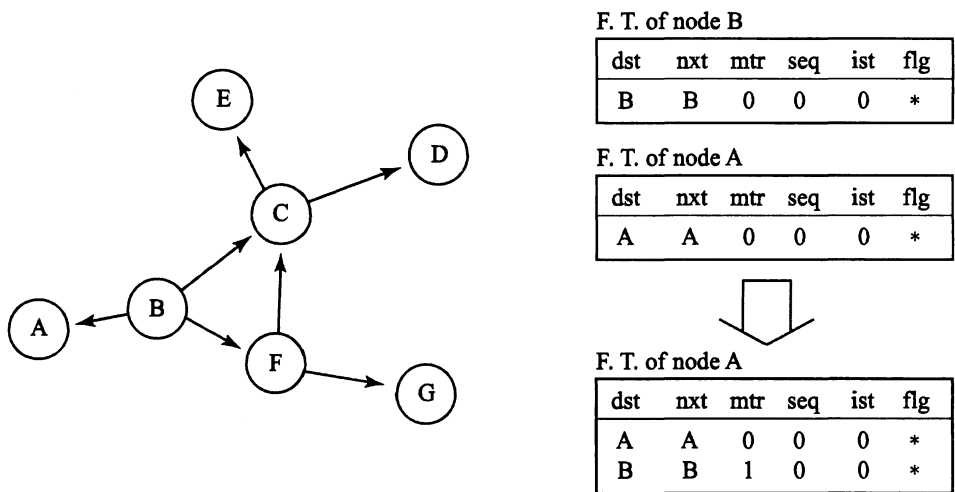 E
D
C
B
A
F
G
F. T. of node B
dst nxt mtr seq ist flg
B B 0 0 0 *
F. T. of node A
dst nxt mtr seq ist flg
A A 0 0 0 *
F. T. of node A
dst nxt mtr seq ist flg
A A 0 0 0 *
B B 1 0 0 *